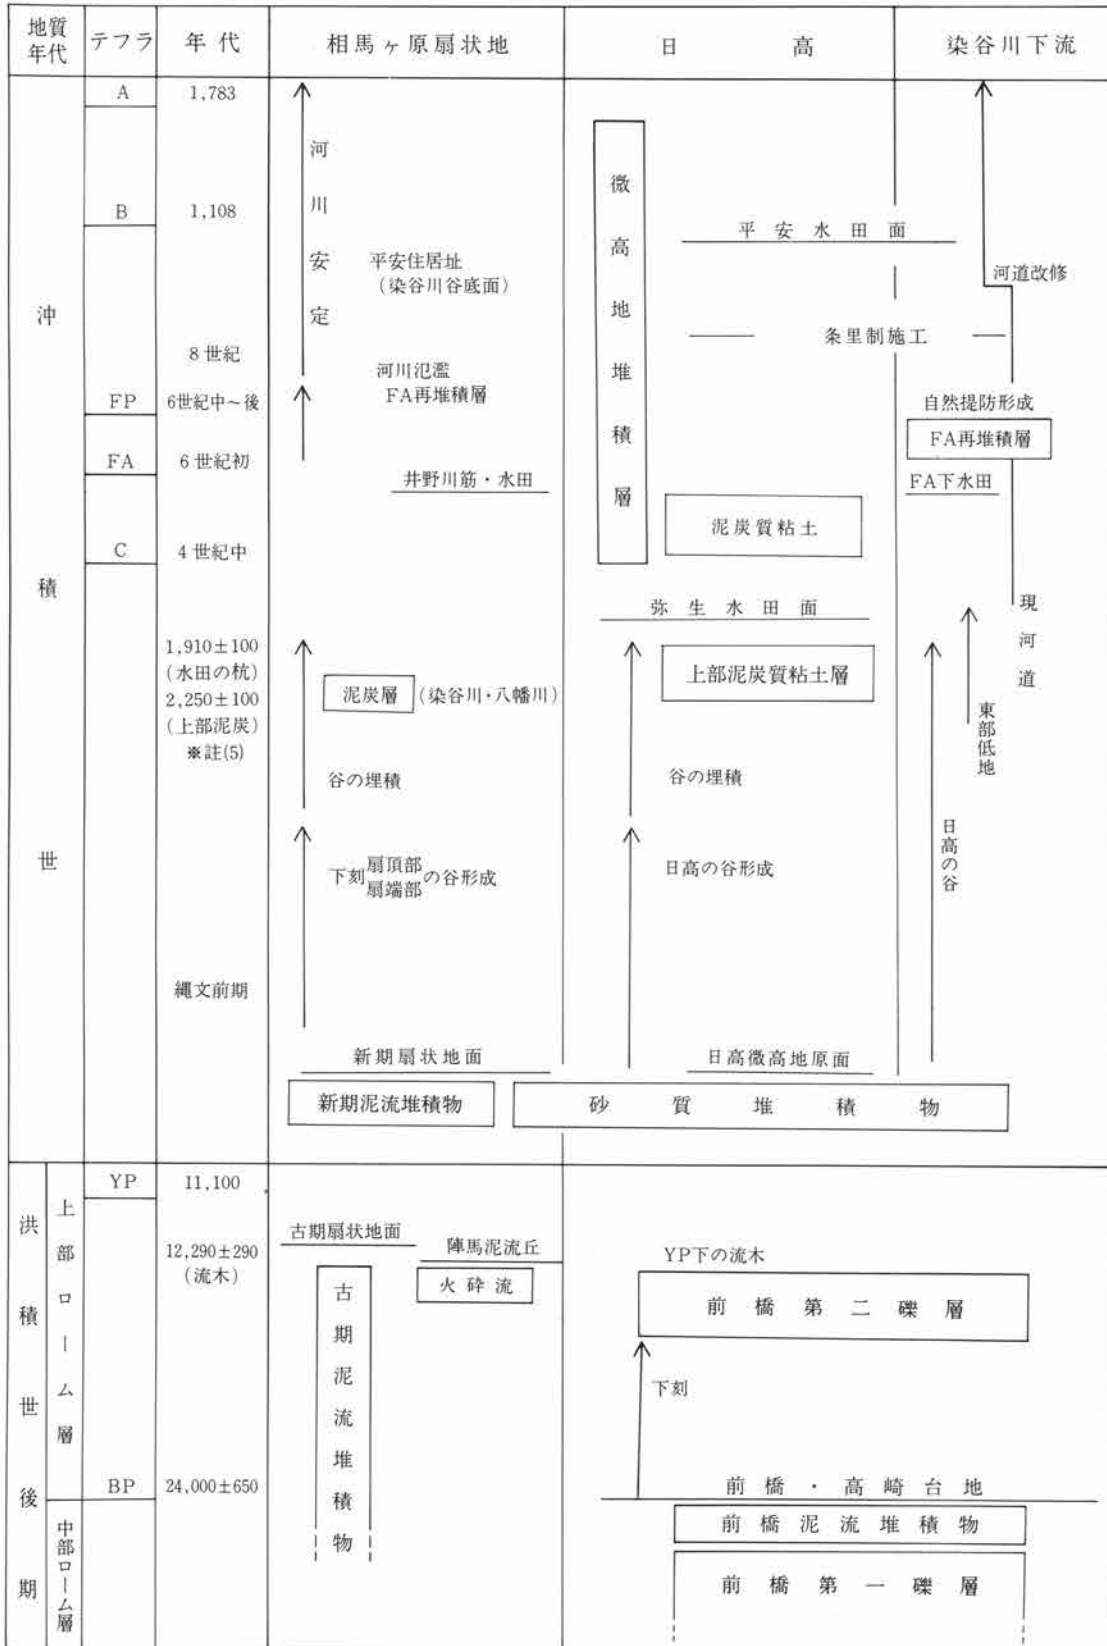 地質年代
テフラ
年代
相馬ヶ原扇状地
日高
染谷川下流
沖積世
A
1,783
B
1,108
8世紀
FP
6世紀中～後
FA
6世紀初
C
4世紀中
1,910±100
(水田の杭)
2,250±100
(上部泥炭)
※註(5)
縄文前期
河川安定
平安住居址
(染谷川谷底面)
河川氾濫
FA再堆積層
井野川筋・水田
泥炭層
(染谷川・八幡川)
谷の埋積
下刻
扇頂部
扇端部
の谷形成
新期扇状地面
新期泥流堆積物
微高地堆積層
平安水田面
条里制施工
泥炭質粘土
弥生水田面
上部泥炭質粘土層
谷の埋積
日高の谷形成
日高微高地原面
砂質堆積物
河道改修
自然堤防形成
FA再堆積層
FA下水田
現河道
東部低地
日高の谷
洪積世後期
上部ローム層
中部ローム層
YP
11,100
12,290±290
(流木)
BP
24,000±650
古期扇状地面
陣馬泥流丘
火砕流
古期泥流堆積物
YP下の流木
前橋第二礫層
下刻
前橋・高崎台地
前橋泥流堆積物
前橋第一礫層